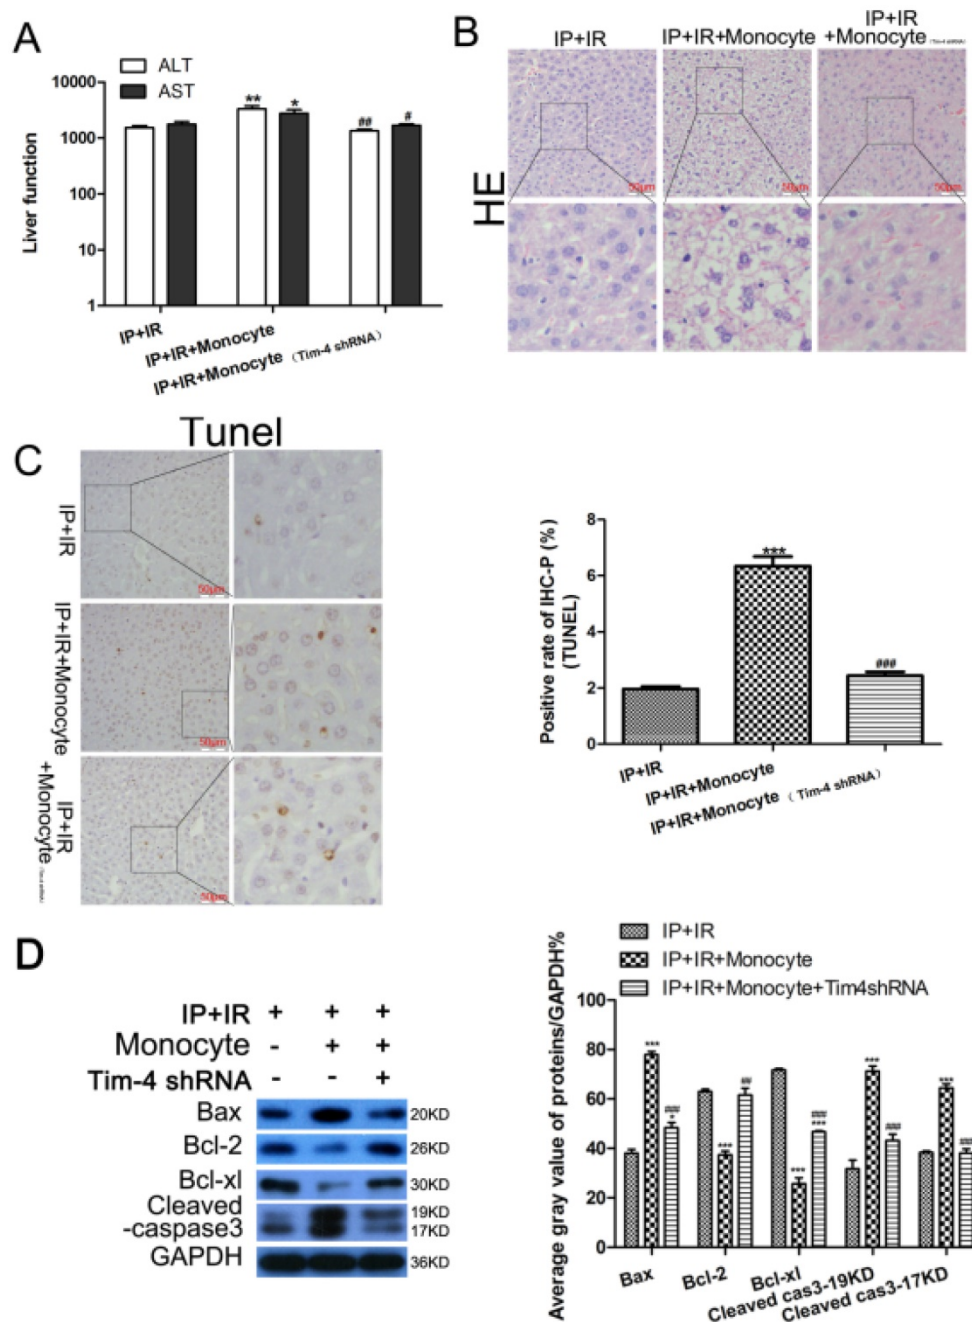 A
ALT
AST
10000
1000
100
10
1
Liver function
**
*
##
#
IP+IR
IP+IR+Monocyte
IP+IR+Monocyte（Tim-4 shRNA）
B
IP+IR
IP+IR+Monocyte
IP+IR
+Monocyte (Tim-4 shRNA)
HE
50μm
50μm
50μm
C
Tunel
IP+IR
IP+IR+Monocyte
IP+IR
+Monocyte
50μm
50μm
50μm
Positive rate of IHC-P (%)
(TUNEL)
8
6
4
2
0
***
###
IP+IR
IP+IR+Monocyte
IP+IR+Monocyte（Tim-4 shRNA）
D
IP+IR + + +
Monocyte - + +
Tim-4 shRNA - - +
Bax 20KD
Bcl-2 26KD
Bcl-xl 30KD
Cleaved 19KD
-caspase3 17KD
GAPDH 36KD
IP+IR
IP+IR+Monocyte
IP+IR+Monocyte+Tim4shRNA
Average gray value of proteins/GAPDH%
100
80
60
40
20
0
***
###
*
***
##
***
###
***
***
###
***
###
Bax
Bcl-2
Bcl-xl
Cleaved cas3-19KD
Cleaved cas3-17KD